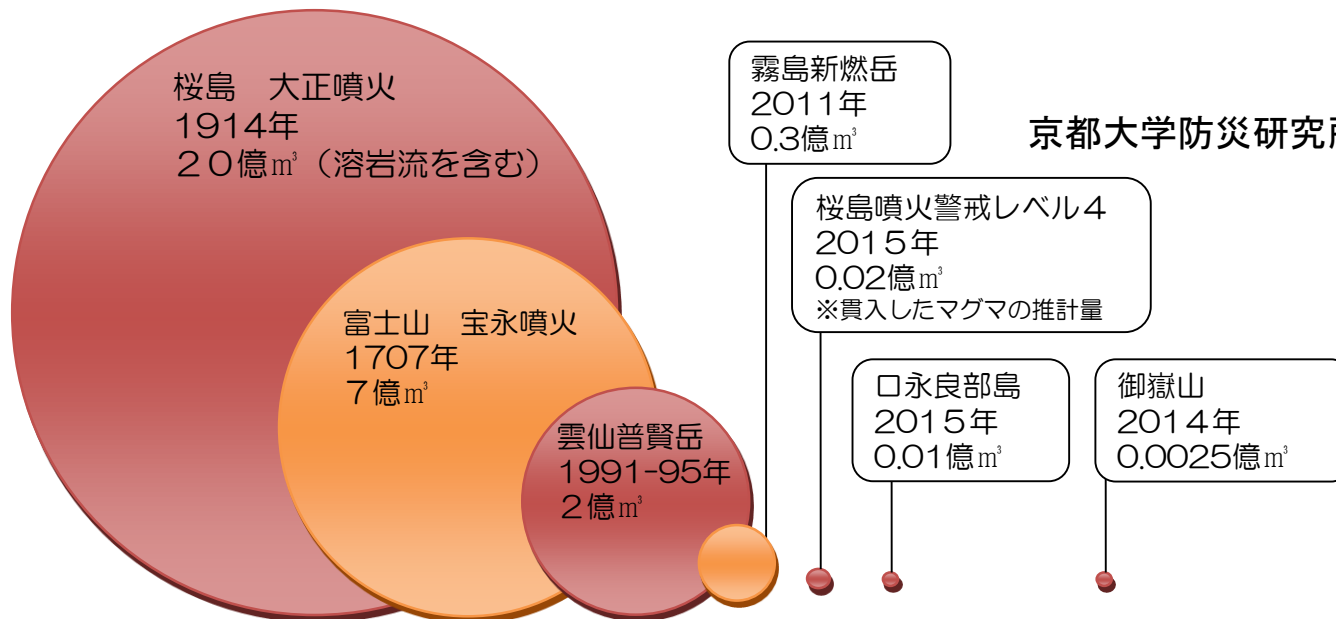 桜島　大正噴火
1914年
２０億㎥（溶岩流を含む）
富士山　宝永噴火
1707年
７億㎥
雲仙普賢岳
1991-95年
２億㎥
霧島新燃岳
2011年
0.3億㎥
京都大学防災研究所
桜島噴火警戒レベル４
2015年
0.02億㎥
※貫入したマグマの推計量
口永良部島
2015年
0.01億㎥
御嶽山
2014年
0.0025億㎥